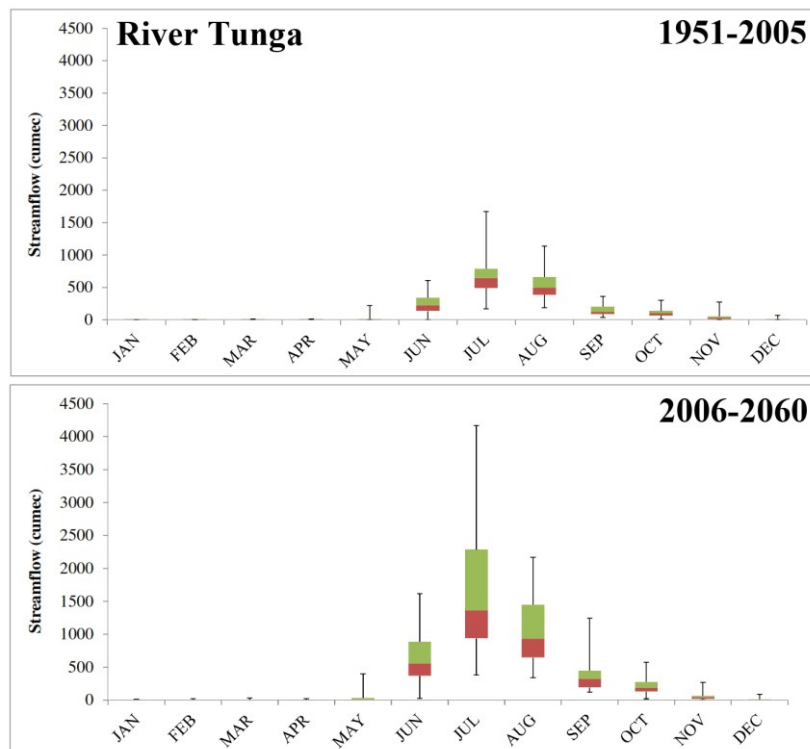 River Tunga
1951-2005
Streamflow (cumec)
4500
4000
3500
3000
2500
2000
1500
1000
500
0
JAN
FEB
MAR
APR
MAY
JUN
JUL
AUG
SEP
OCT
NOV
DEC
2006-2060
Streamflow (cumec)
4500
4000
3500
3000
2500
2000
1500
1000
500
0
JAN
FEB
MAR
APR
MAY
JUN
JUL
AUG
SEP
OCT
NOV
DEC